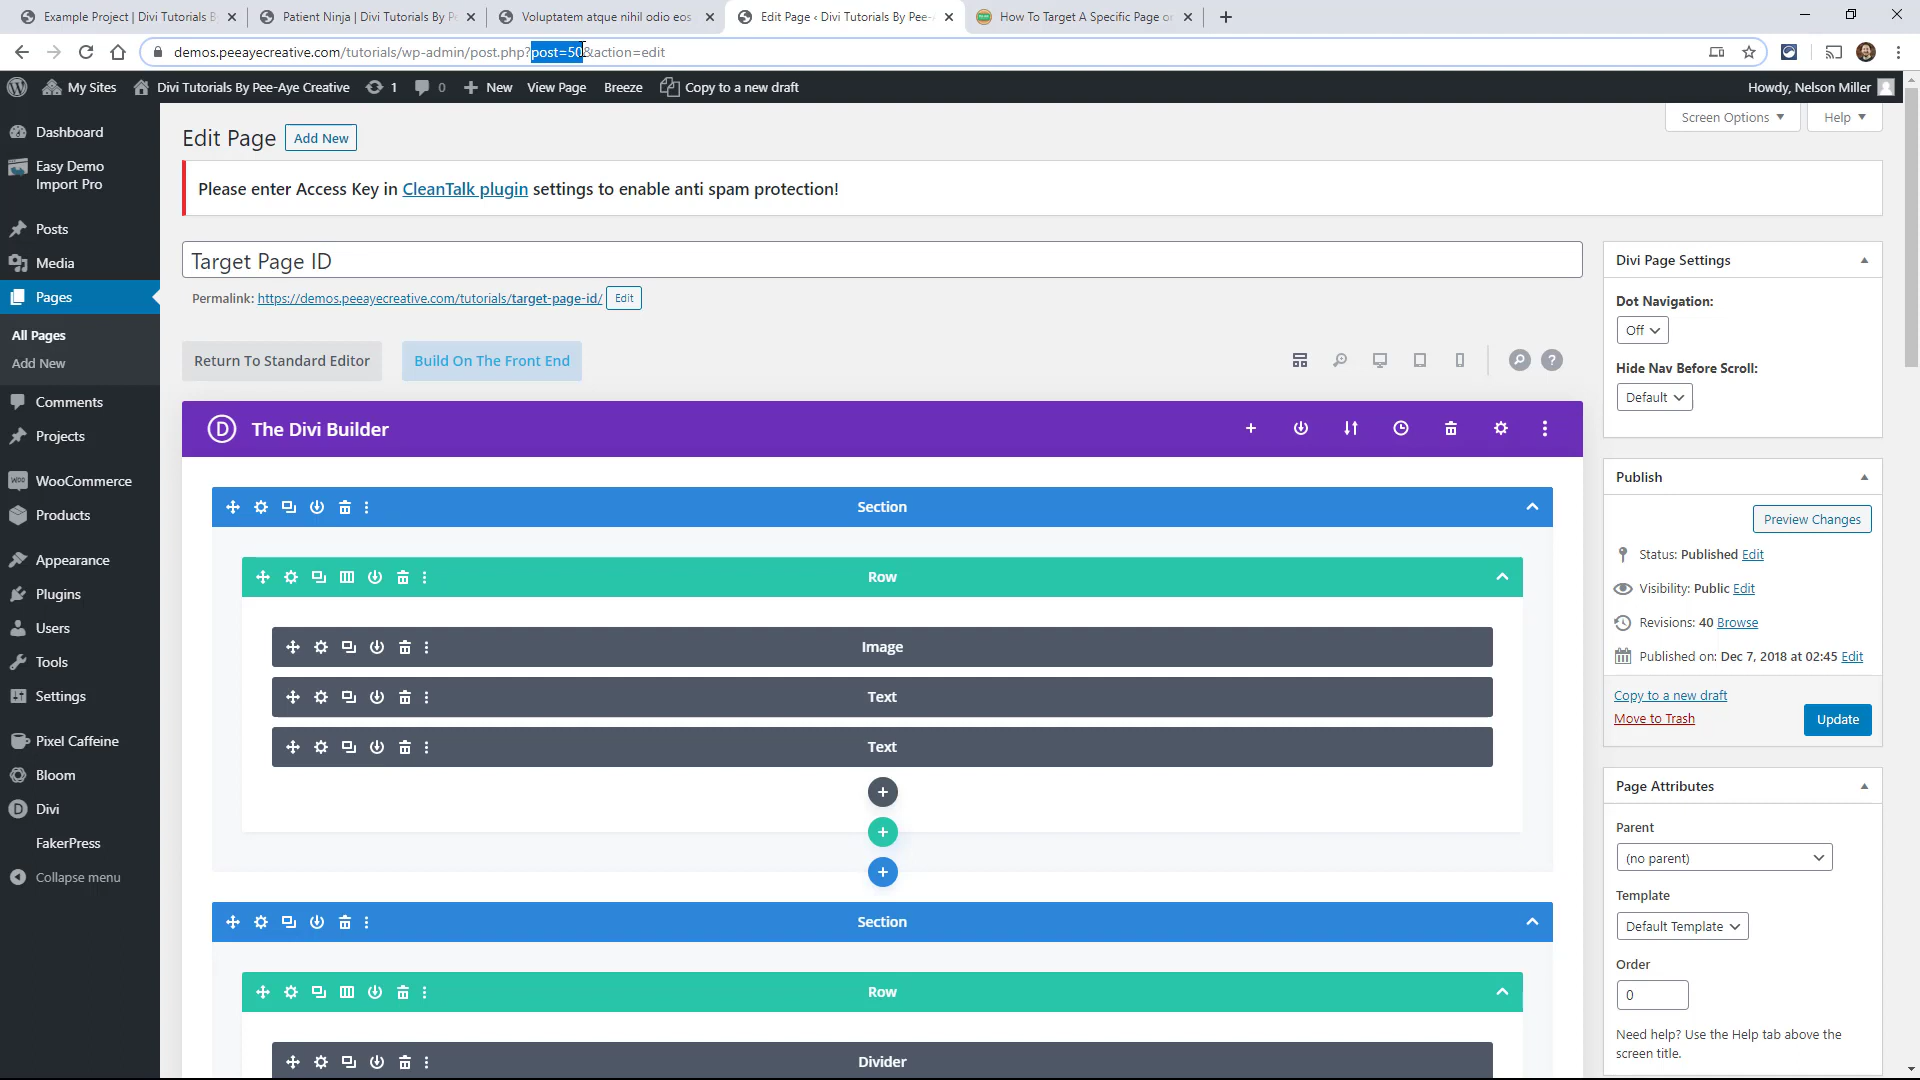 Example Project | Divi Tutorials B
Patient Ninja | Divi Tutorials By P
Voluptatem atque nihil odio eos
Edit Page ‹ Divi Tutorials By Pee-A
How To Target A Specific Page or
demos.peeayecreative.com/tutorials/wp-admin/post.php?post=50&action=edit
My Sites
Divi Tutorials By Pee-Aye Creative
1
0
New
View Page
Breeze
Copy to a new draft
Howdy, Nelson Miller
Dashboard
Easy Demo
Import Pro
Posts
Media
Pages
All Pages
Add New
Comments
Projects
WooCommerce
Products
Appearance
Plugins
Users
Tools
Settings
Pixel Caffeine
Bloom
Divi
FakerPress
Collapse menu
Screen Options
Help
Edit Page
Add New
Please enter Access Key in CleanTalk plugin settings to enable anti spam protection!
Target Page ID
Permalink: https://demos.peeayecreative.com/tutorials/target-page-id/
Edit
Return To Standard Editor
Build On The Front End
?
D
The Divi Builder
Section
Row
Image
Text
Text
Section
Row
Divider
Divi Page Settings
Dot Navigation:
Off
Hide Nav Before Scroll:
Default
Publish
Preview Changes
Status: Published Edit
Visibility: Public Edit
Revisions: 40 Browse
Published on: Dec 7, 2018 at 02:45 Edit
Copy to a new draft
Move to Trash
Update
Page Attributes
Parent
(no parent)
Template
Default Template
Order
0
Need help? Use the Help tab above the
screen title.